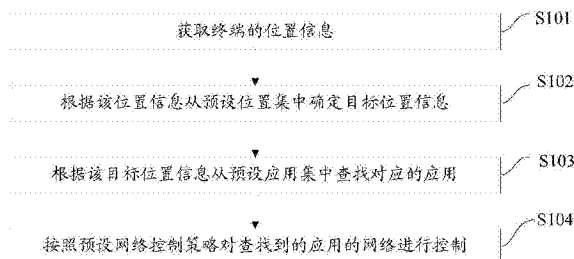 获取终端的位置信息
S101
根据该位置信息从预设位置集中确定目标位置信息
S102
根据该目标位置信息从预设应用集中查找对应的应用
S103
按照预设网络控制策略对查找到的应用的网络进行控制
S104